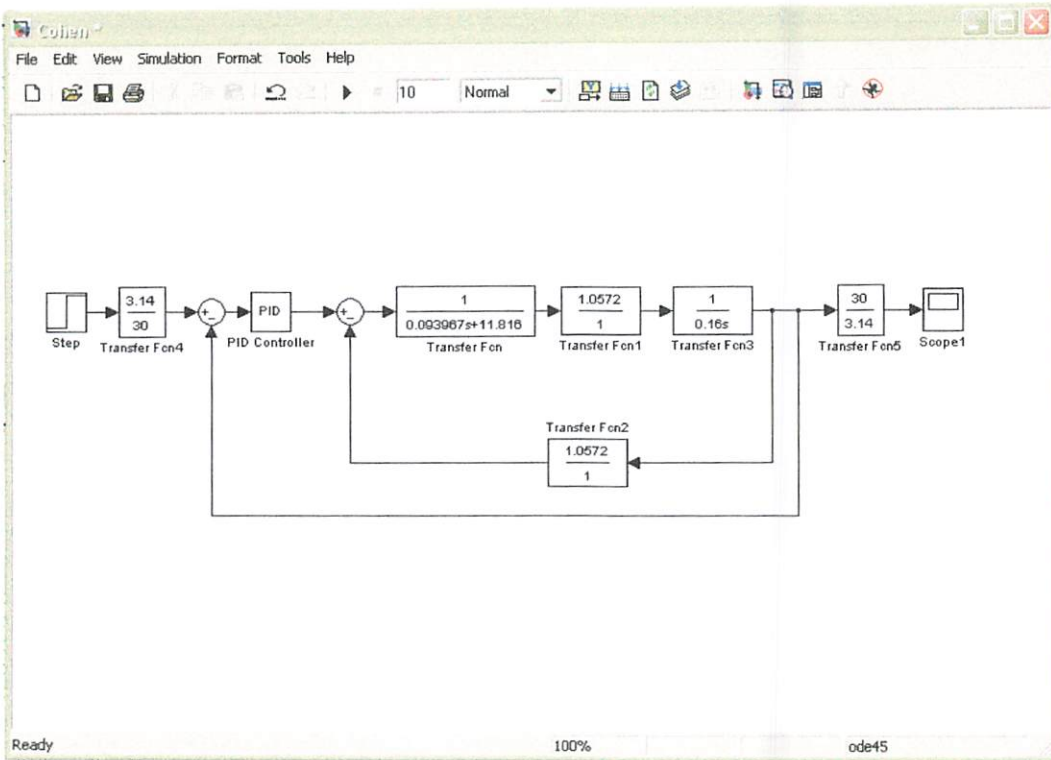 Cohen *
File Edit View Simulation Format Tools Help
10 Normal
3.14
30
Transfer Fcn4
Step
+
-
PID
PID Controller
+
-
1
0.093967s+11.816
Transfer Fcn
1.0572
1
Transfer Fcn1
1
0.16s
Transfer Fcn3
30
3.14
Transfer Fcn5
Scope1
Transfer Fcn2
1.0572
1
Ready 100% ode45